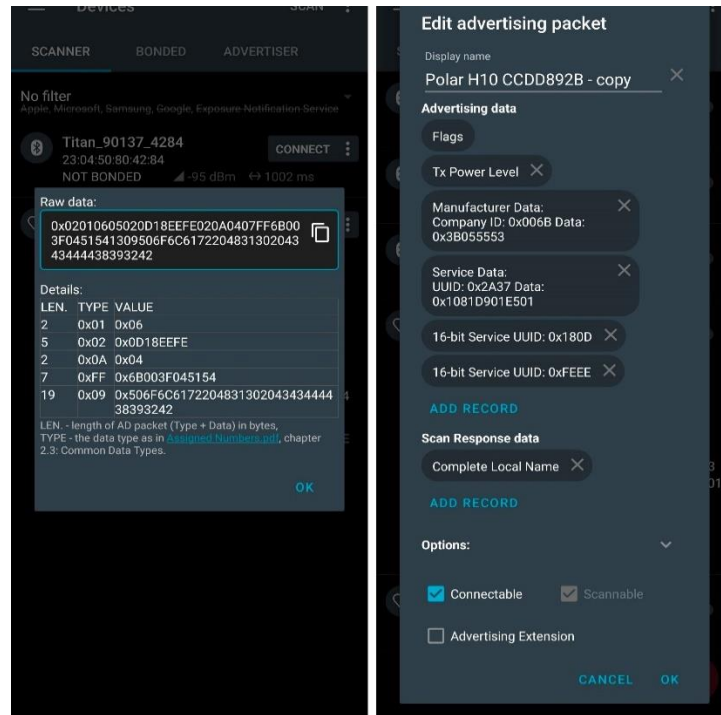 Devices
SCAN
SCANNER BONDED ADVERTISER
No filter
Apple, Microsoft, Samsung, Google, Exposure Notification Service
Titan_90137_4284
23:04:50:80:42:84
NOT BONDED -95 dBm ↔ 1002 ms
CONNECT
Raw data:
0x02010605020D18EEFE020A0407FF6B00
3F0451541309506F6C6172204831302043
43444438393242
Details:
LEN. TYPE VALUE
2 0x01 0x06
5 0x02 0x0D18EEFE
2 0x0A 0x04
7 0xFF 0x6B003F045154
19 0x09 0x506F6C6172204831302043434444
38393242
LEN. - length of AD packet (Type + Data) in bytes,
TYPE - the data type as in Assigned Numbers.pdf, chapter
2.3: Common Data Types.
OK
Edit advertising packet
Display name
Polar H10 CCDD892B - copy
Advertising data
Flags
Tx Power Level
Manufacturer Data:
Company ID: 0x006B Data:
0x3B055553
Service Data:
UUID: 0x2A37 Data:
0x1081D901E501
16-bit Service UUID: 0x180D
16-bit Service UUID: 0xFEEE
ADD RECORD
Scan Response data
Complete Local Name
ADD RECORD
Options:
Connectable
Scannable
Advertising Extension
CANCEL OK